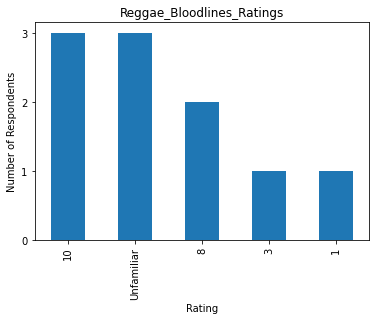 Reggae_Bloodlines_Ratings
Number of Respondents
3
2
1
0
10
Unfamiliar
8
3
1
Rating